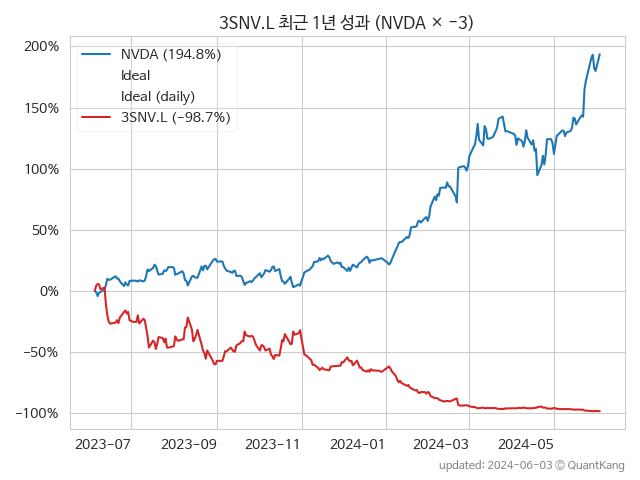 3SNV.L 최근 1년 성과 (NVDA × −3)
200%
150%
100%
50%
0%
−50%
−100%
NVDA (194.8%)
Ideal
Ideal (daily)
3SNV.L (−98.7%)
2023-07
2023-09
2023-11
2024-01
2024-03
2024-05
updated: 2024-06-03 ⓒ QuantKang